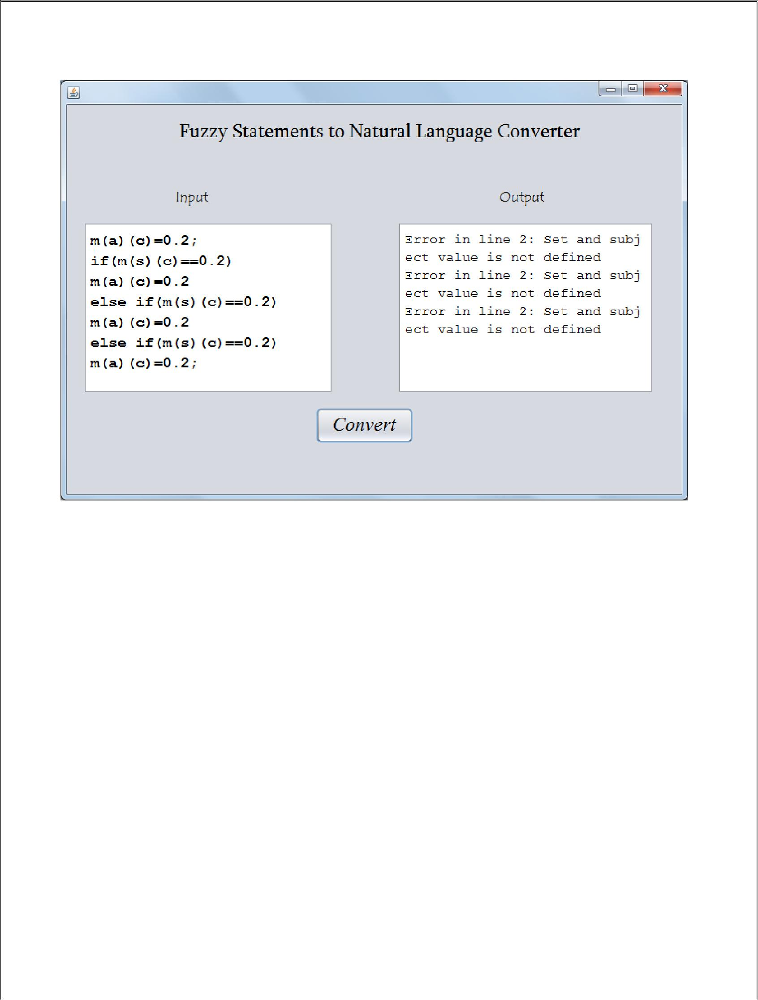 Fuzzy Statements to Natural Language Converter
Input
m(a)(c)=0.2;
if(m(s)(c)==0.2)
m(a)(c)=0.2
else if(m(s)(c)==0.2)
m(a)(c)=0.2
else if(m(s)(c)==0.2)
m(a)(c)=0.2;
Output
Error in line 2: Set and subj
ect value is not defined
Error in line 2: Set and subj
ect value is not defined
Error in line 2: Set and subj
ect value is not defined
Convert